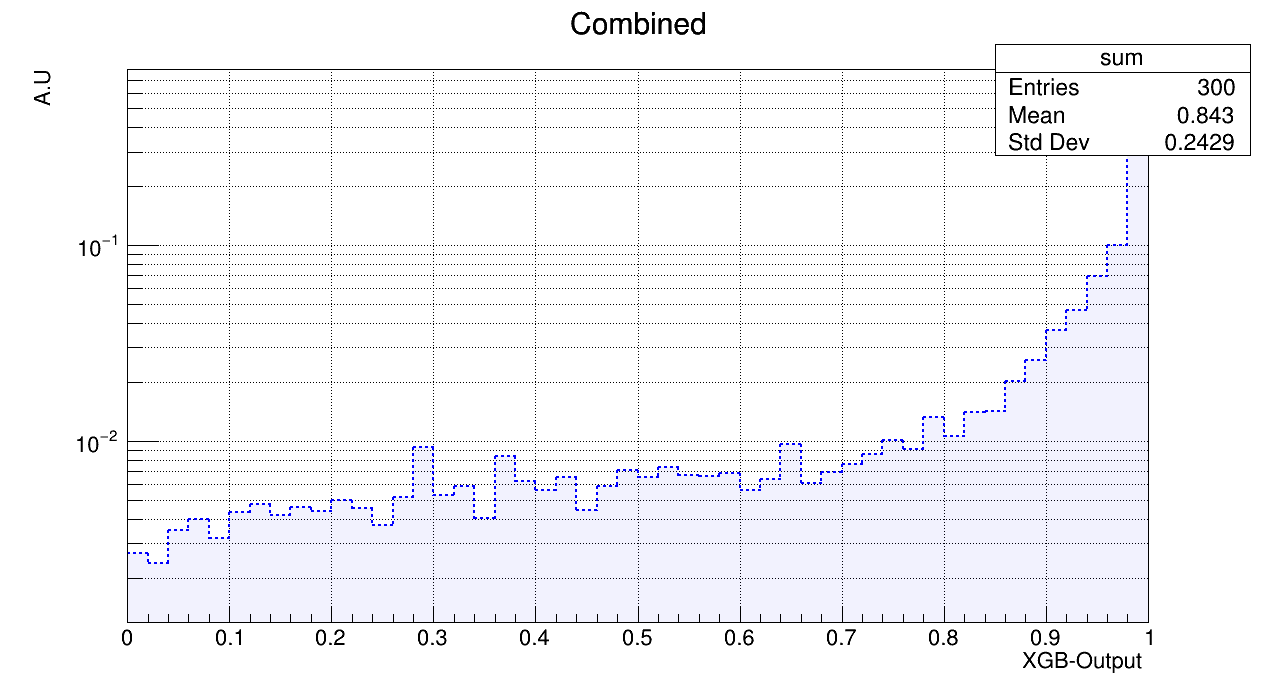 Combined
A.U
sum
Entries 300
Mean 0.843
Std Dev 0.2429
10⁻¹
10⁻²
0 0.1 0.2 0.3 0.4 0.5 0.6 0.7 0.8 0.9 1
XGB-Output